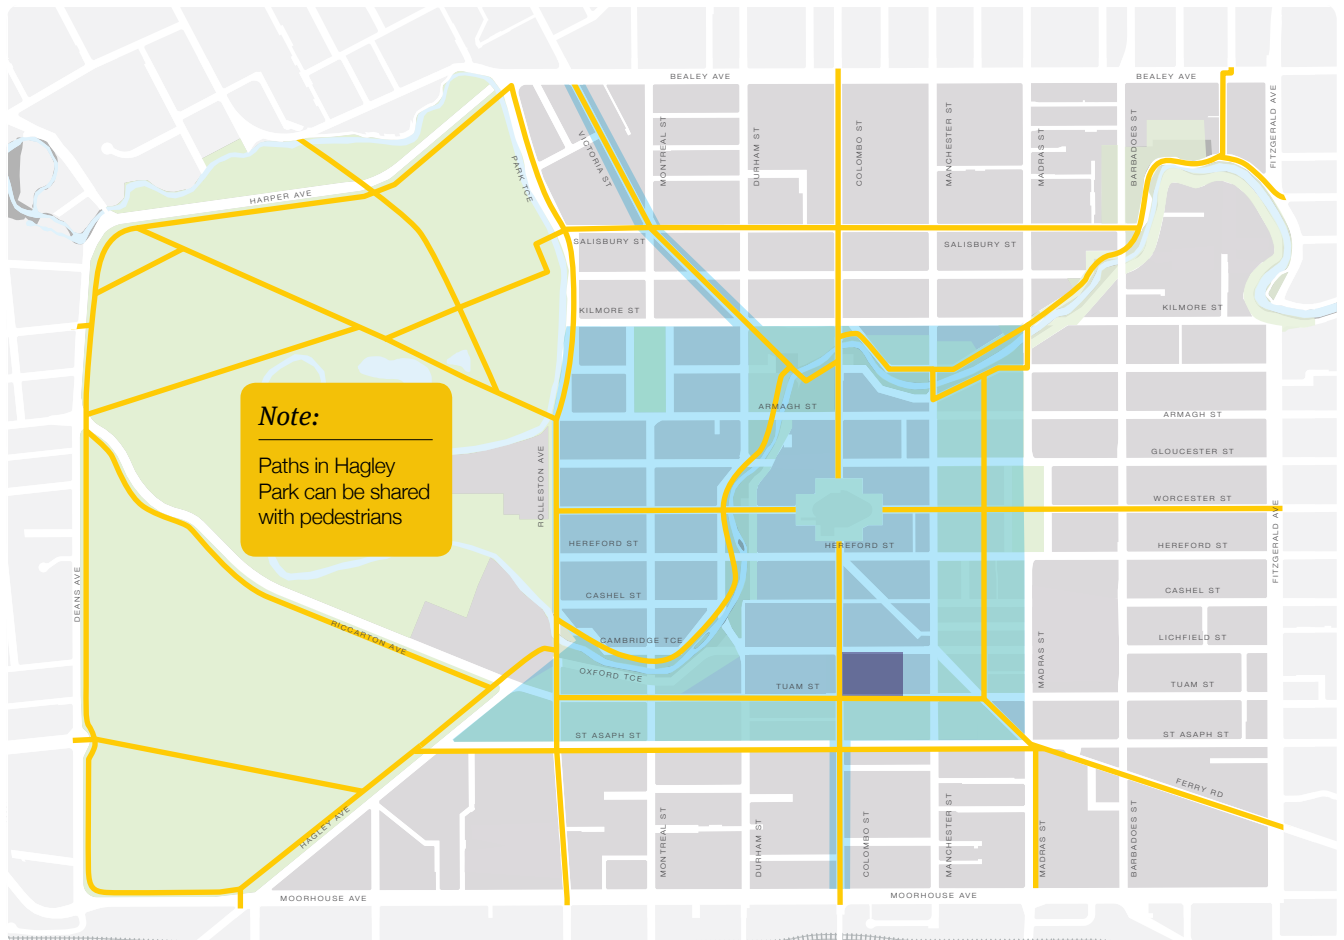 BEALEY AVE
BEALEY AVE
FITZGERALD AVE
PARK TCE
VICTORIA ST
MONTREAL ST
DURHAM ST
COLOMBO ST
MANCHESTER ST
MADRAS ST
BARBADOES ST
HARPER AVE
SALISBURY ST
SALISBURY ST
KILMORE ST
KILMORE ST
Note:
Paths in Hagley
Park can be shared
with pedestrians
ARMAGH ST
ARMAGH ST
GLOUCESTER ST
ROLLESTON AVE
WORCESTER ST
FITZGERALD AVE
HEREFORD ST
HEREFORD ST
HEREFORD ST
DEANS AVE
CASHEL ST
CASHEL ST
RICCARTON AVE
CAMBRIDGE TCE
LICHFIELD ST
MADRAS ST
OXFORD TCE
TUAM ST
TUAM ST
ST ASAPH ST
ST ASAPH ST
FERRY RD
HAGLEY AVE
MONTREAL ST
DURHAM ST
COLOMBO ST
MANCHESTER ST
MADRAS ST
BARBADOES ST
MOORHOUSE AVE
MOORHOUSE AVE